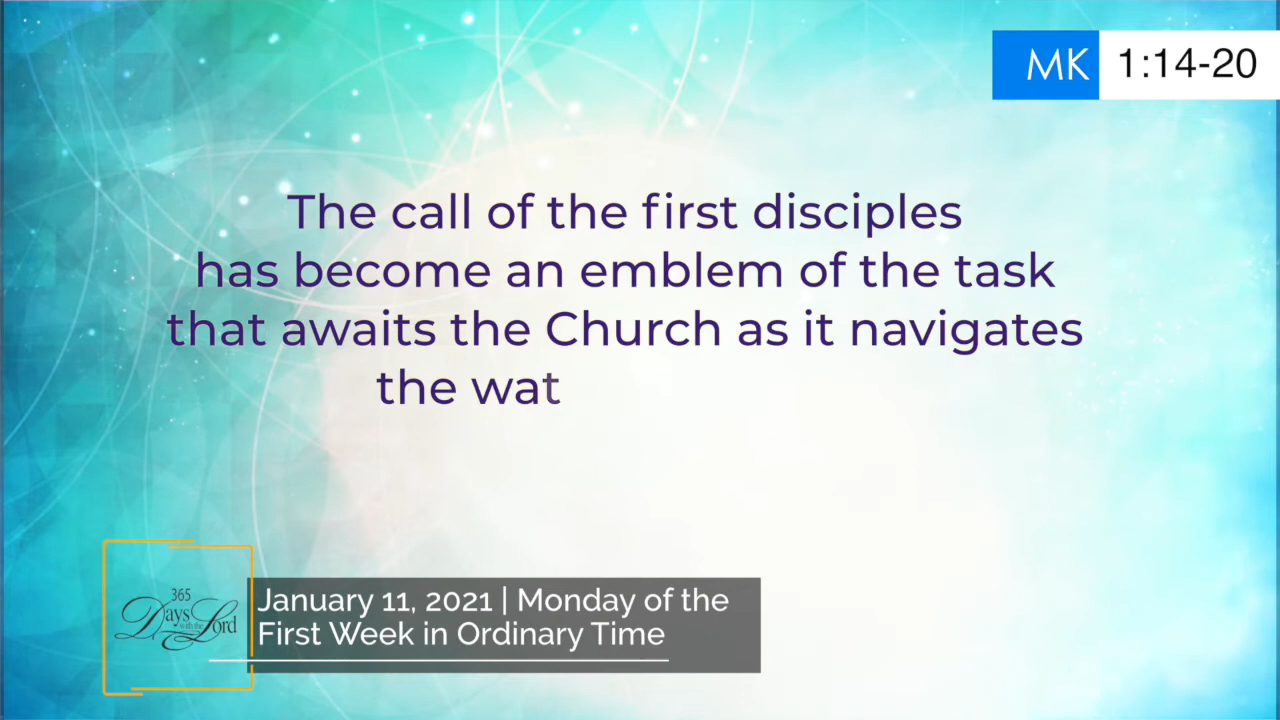 MK 1:14-20
The call of the first disciples
has become an emblem of the task
that awaits the Church as it navigates
the wat
365
Days with the Lord
January 11, 2021 | Monday of the
First Week in Ordinary Time